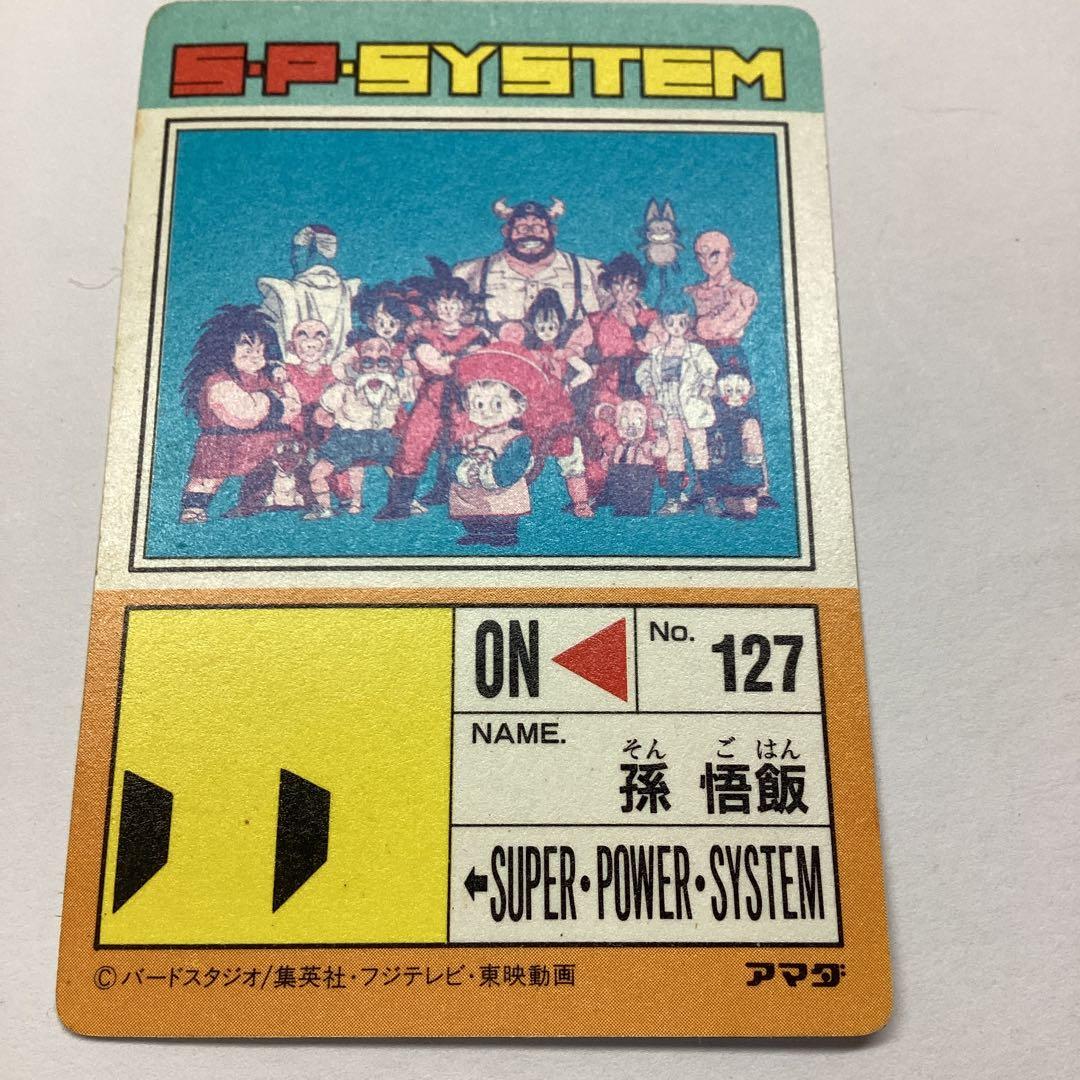 S·P·SYSTEM
ON
No. 127
NAME.
そん ご はん
孫 悟飯
←SUPER·POWER·SYSTEM
©バードスタジオ/集英社・フジテレビ・東映動画
アマダ